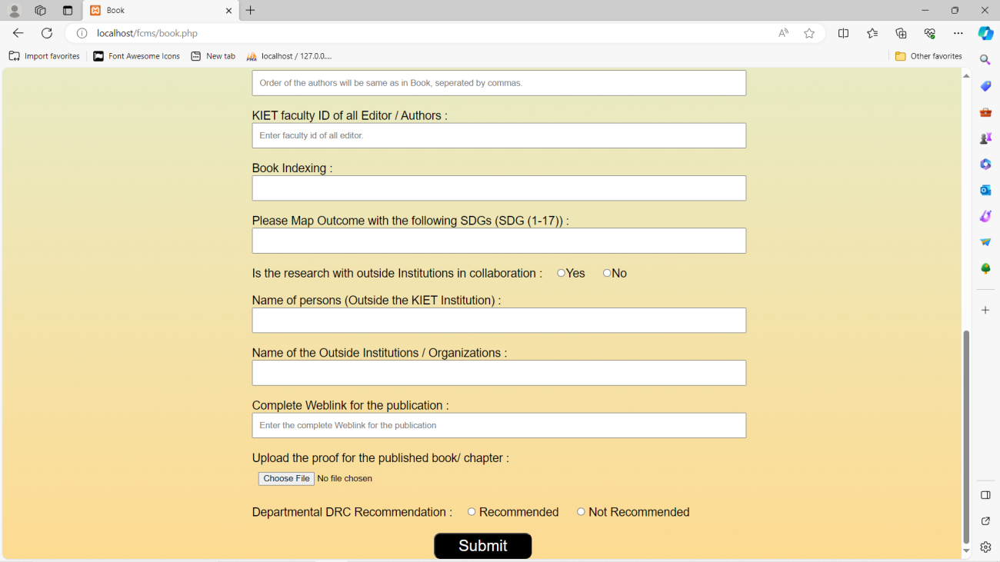 Book
localhost/fcms/book.php
Import favorites
Font Awesome Icons
New tab
localhost / 127.0.0....
Other favorites
Order of the authors will be same as in Book, seperated by commas.
KIET faculty ID of all Editor / Authors :
Enter faculty id of all editor.
Book Indexing :
Please Map Outcome with the following SDGs (SDG (1-17)) :
Is the research with outside Institutions in collaboration : Yes No
Name of persons (Outside the KIET Institution) :
Name of the Outside Institutions / Organizations :
Complete Weblink for the publication :
Enter the complete Weblink for the publication
Upload the proof for the published book/ chapter :
Choose File No file chosen
Departmental DRC Recommendation : Recommended Not Recommended
Submit